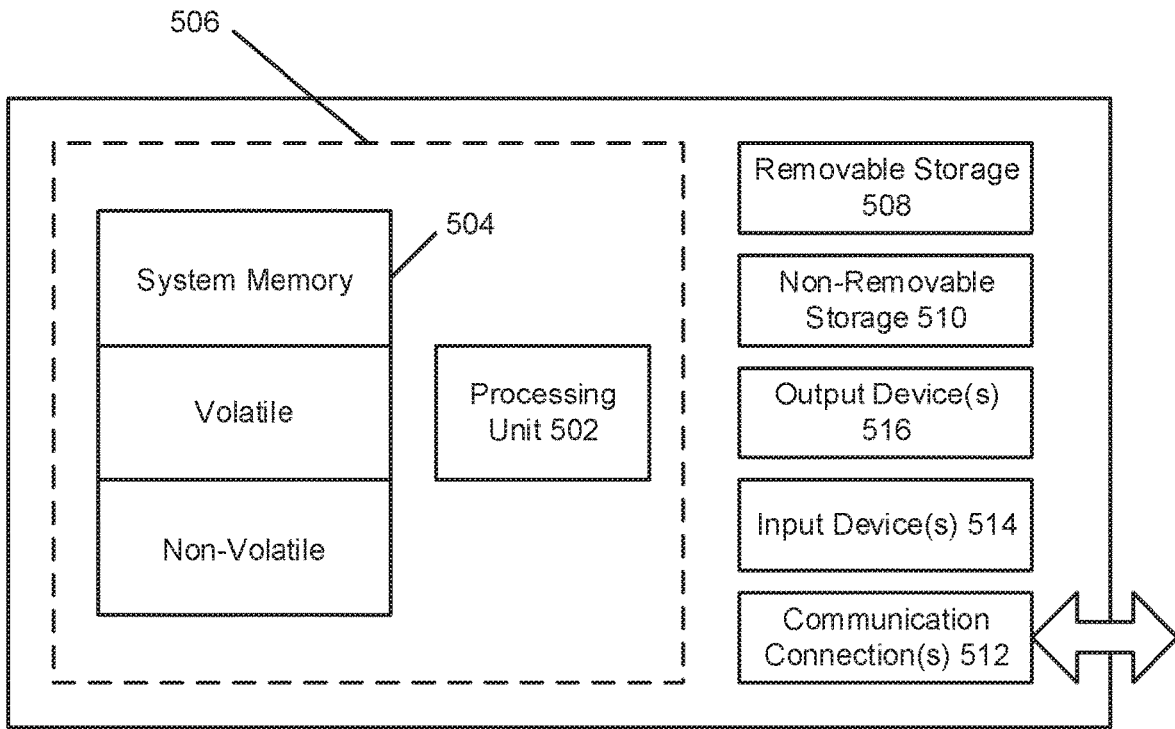 506
504
System Memory
Volatile
Non-Volatile
Processing
Unit 502
Removable Storage
508
Non-Removable
Storage 510
Output Device(s)
516
Input Device(s) 514
Communication
Connection(s) 512